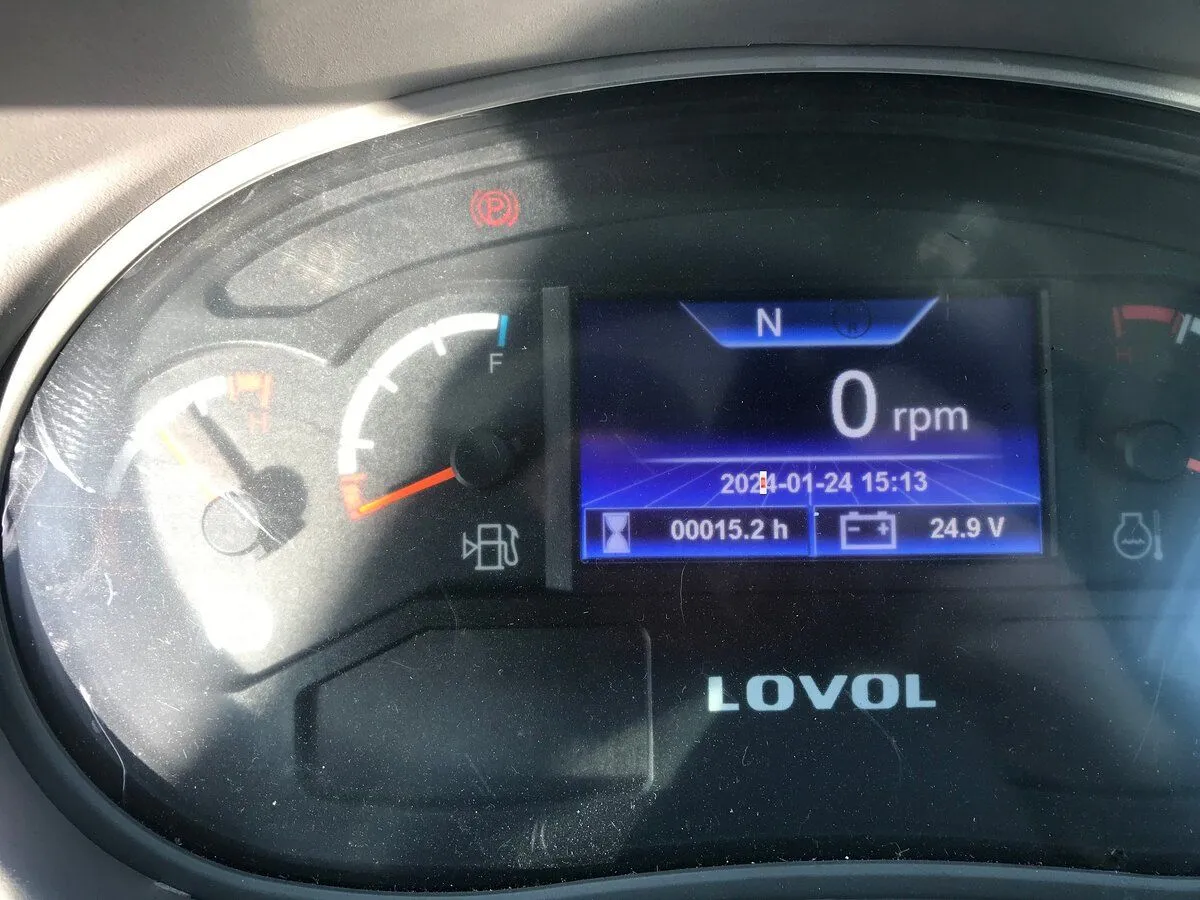 P
F
H
N
0 rpm
2024-01-24 15:13
00015.2 h
24.9 V
H
LOVOL